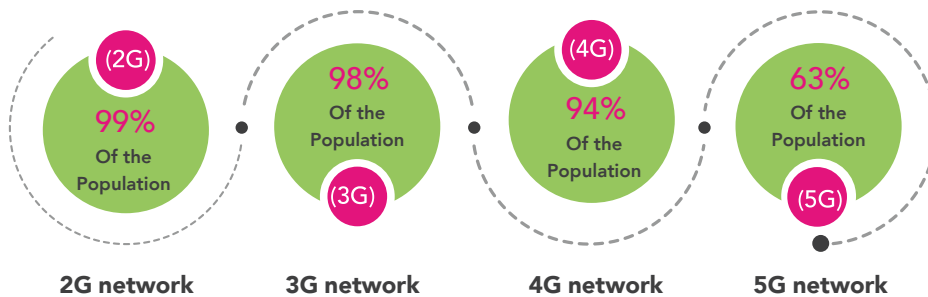 (2G)
99%
Of the
Population
2G network
98%
Of the
Population
(3G)
3G network
(4G)
94%
Of the
Population
4G network
63%
Of the
Population
(5G)
5G network